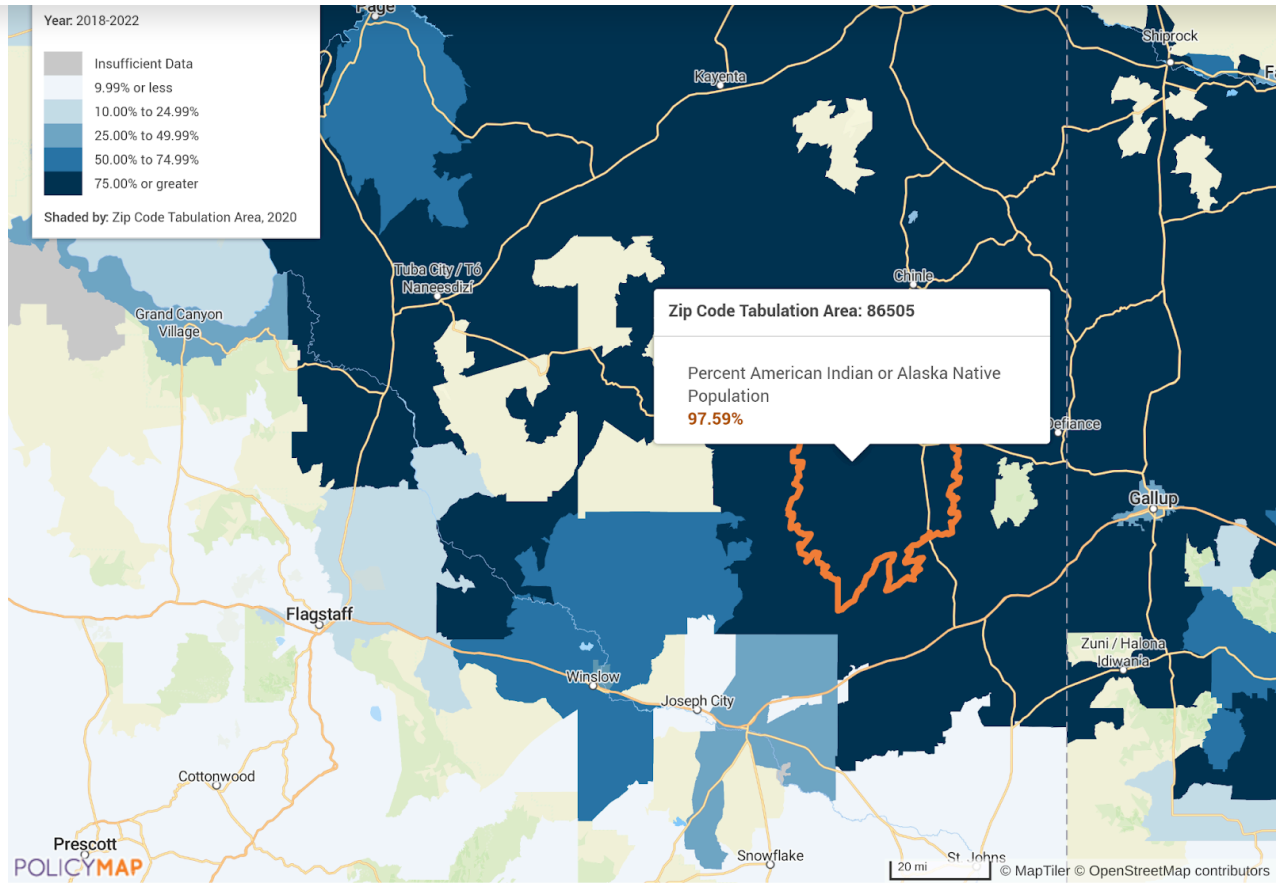 Page
Year: 2018-2022
Insufficient Data
9.99% or less
10.00% to 24.99%
25.00% to 49.99%
50.00% to 74.99%
75.00% or greater
Shaded by: Zip Code Tabulation Area, 2020
Shiprock
Kayenta
Chinle
Tuba City / Tó
Naneesdizí
Grand Canyon
Village
Zip Code Tabulation Area: 86505
Percent American Indian or Alaska Native
Population
97.59%
Defiance
Gallup
Flagstaff
Zuni / Halona
Idiwan'a
Winslow
Joseph City
Cottonwood
Prescott
Snowflake
St. Johns
POLICYMAP
20 mi
© MapTiler © OpenStreetMap contributors